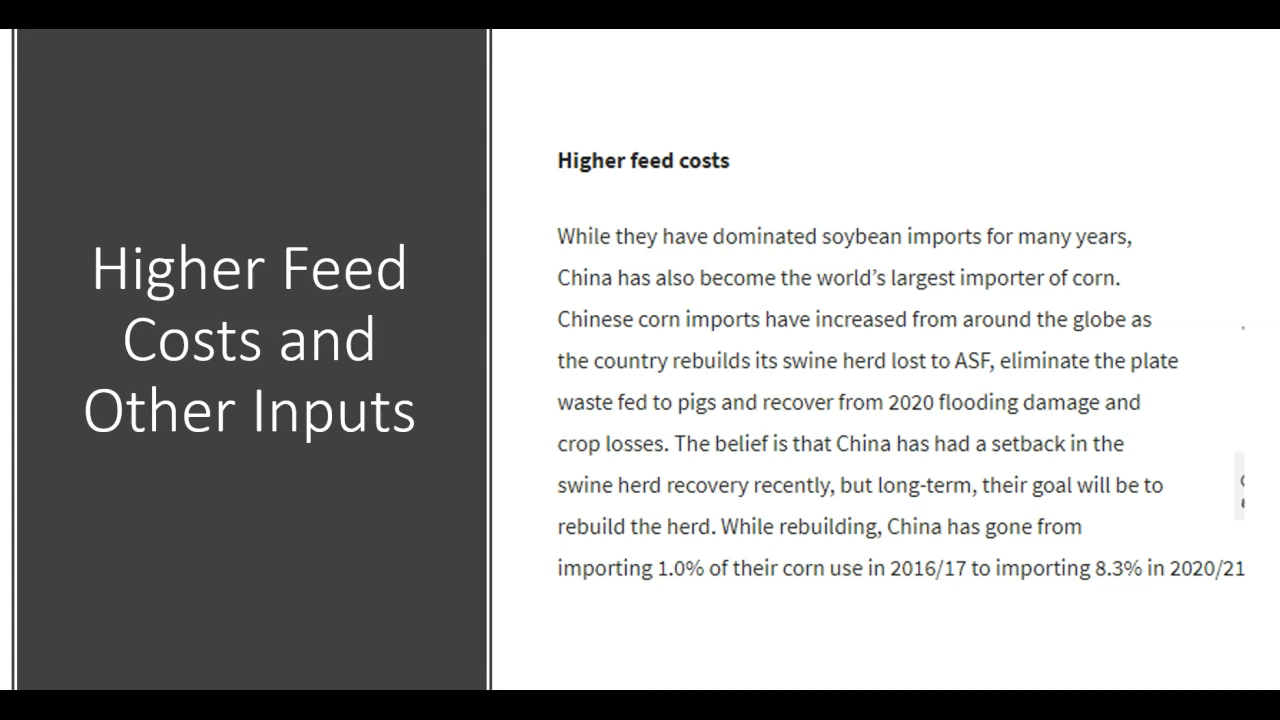 Higher Feed
Costs and
Other Inputs
Higher feed costs
While they have dominated soybean imports for many years,
China has also become the world’s largest importer of corn.
Chinese corn imports have increased from around the globe as
the country rebuilds its swine herd lost to ASF, eliminate the plate
waste fed to pigs and recover from 2020 flooding damage and
crop losses. The belief is that China has had a setback in the
swine herd recovery recently, but long-term, their goal will be to
rebuild the herd. While rebuilding, China has gone from
importing 1.0% of their corn use in 2016/17 to importing 8.3% in 2020/21